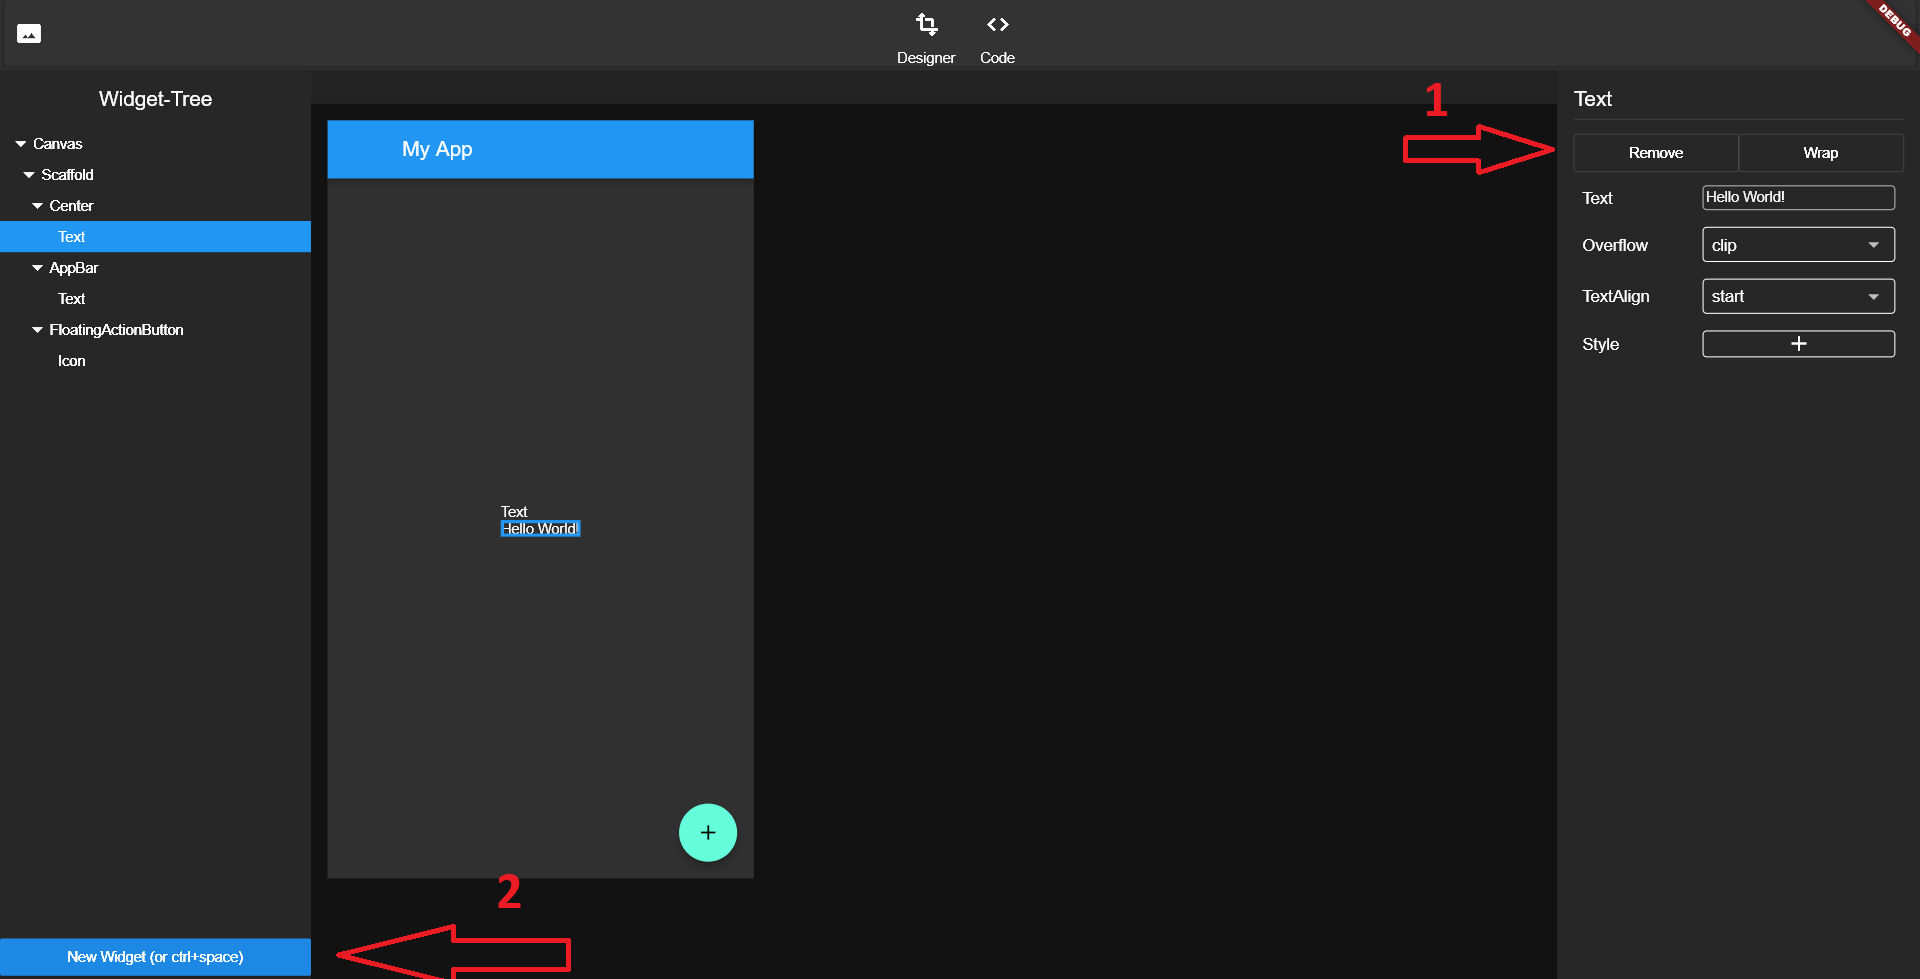 Designer
Code
DEBUG
Widget-Tree
Canvas
Scaffold
Center
Text
AppBar
Text
FloatingActionButton
Icon
New Widget (or ctrl+space)
My App
Text
Hello World!
1
2
Text
Remove
Wrap
Text
Hello World!
Overflow
clip
TextAlign
start
Style